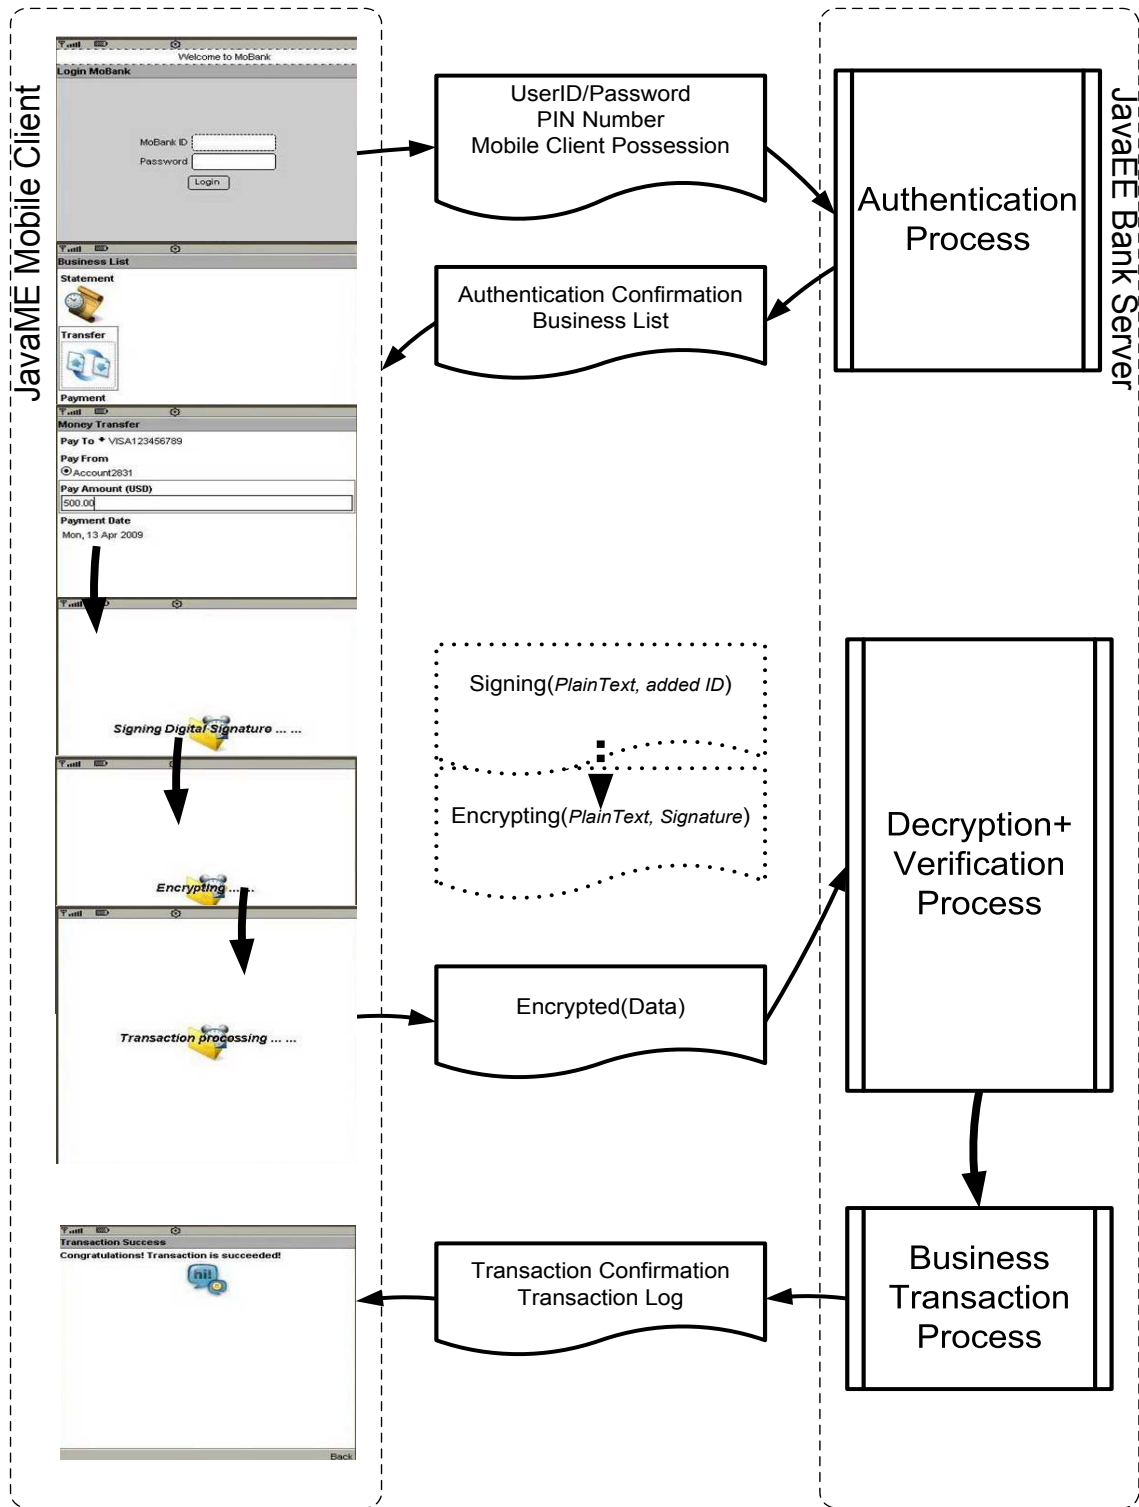 JavaME Mobile Client
Welcome to MoBank
Login MoBank
MoBank ID
Password
Login
Business List
Statement
Transfer
Payment
Money Transfer
Pay To VISA123456789
Pay From
Account2831
Pay Amount (USD)
500.00
Payment Date
Mon, 13 Apr 2009
Signing Digital Signature ... ...
Encrypting ... ...
Transaction processing ... ...
Transaction Success
Congratulations! Transaction is succeeded!
hi!
Back
UserID/Password
PIN Number
Mobile Client Possession
Authentication Confirmation
Business List
Signing(PlainText, added ID)
Encrypting(PlainText, Signature)
Encrypted(Data)
Transaction Confirmation
Transaction Log
JavaEE Bank Server
Authentication
Process
Decryption+
Verification
Process
Business
Transaction
Process